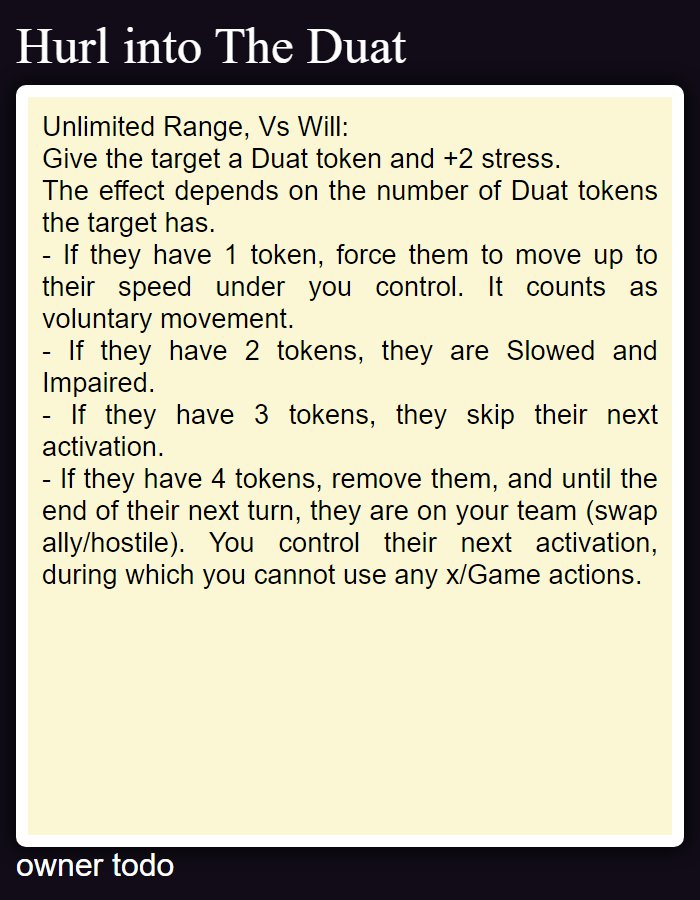 Hurl into The Duat
Unlimited Range, Vs Will:
Give the target a Duat token and +2 stress.
The effect depends on the number of Duat tokens
the target has.
- If they have 1 token, force them to move up to
their speed under you control. It counts as
voluntary movement.
- If they have 2 tokens, they are Slowed and
Impaired.
- If they have 3 tokens, they skip their next
activation.
- If they have 4 tokens, remove them, and until the
end of their next turn, they are on your team (swap
ally/hostile). You control their next activation,
during which you cannot use any x/Game actions.
owner todo